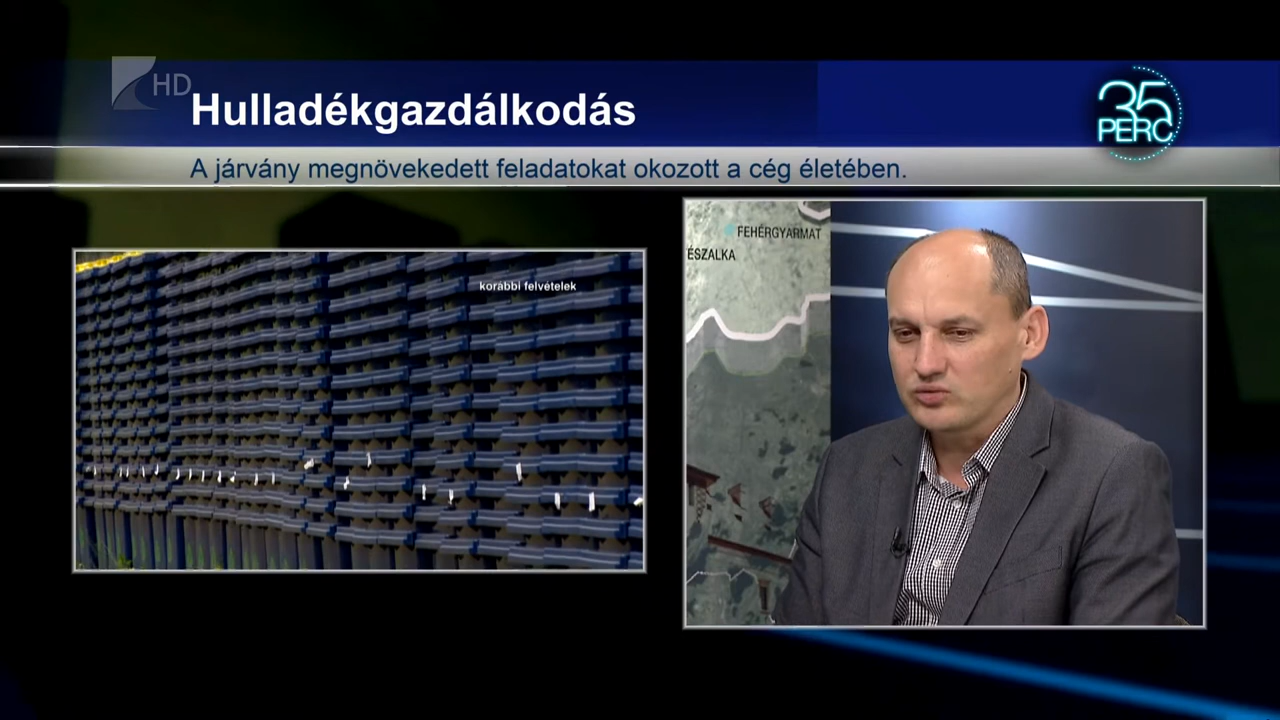 HD
Hulladékgazdálkodás
35
PERC
A járvány megnövekedett feladatokat okozott a cég életében.
korábbi felvételek
FEHÉRGYARMAT
ÉSZALKA